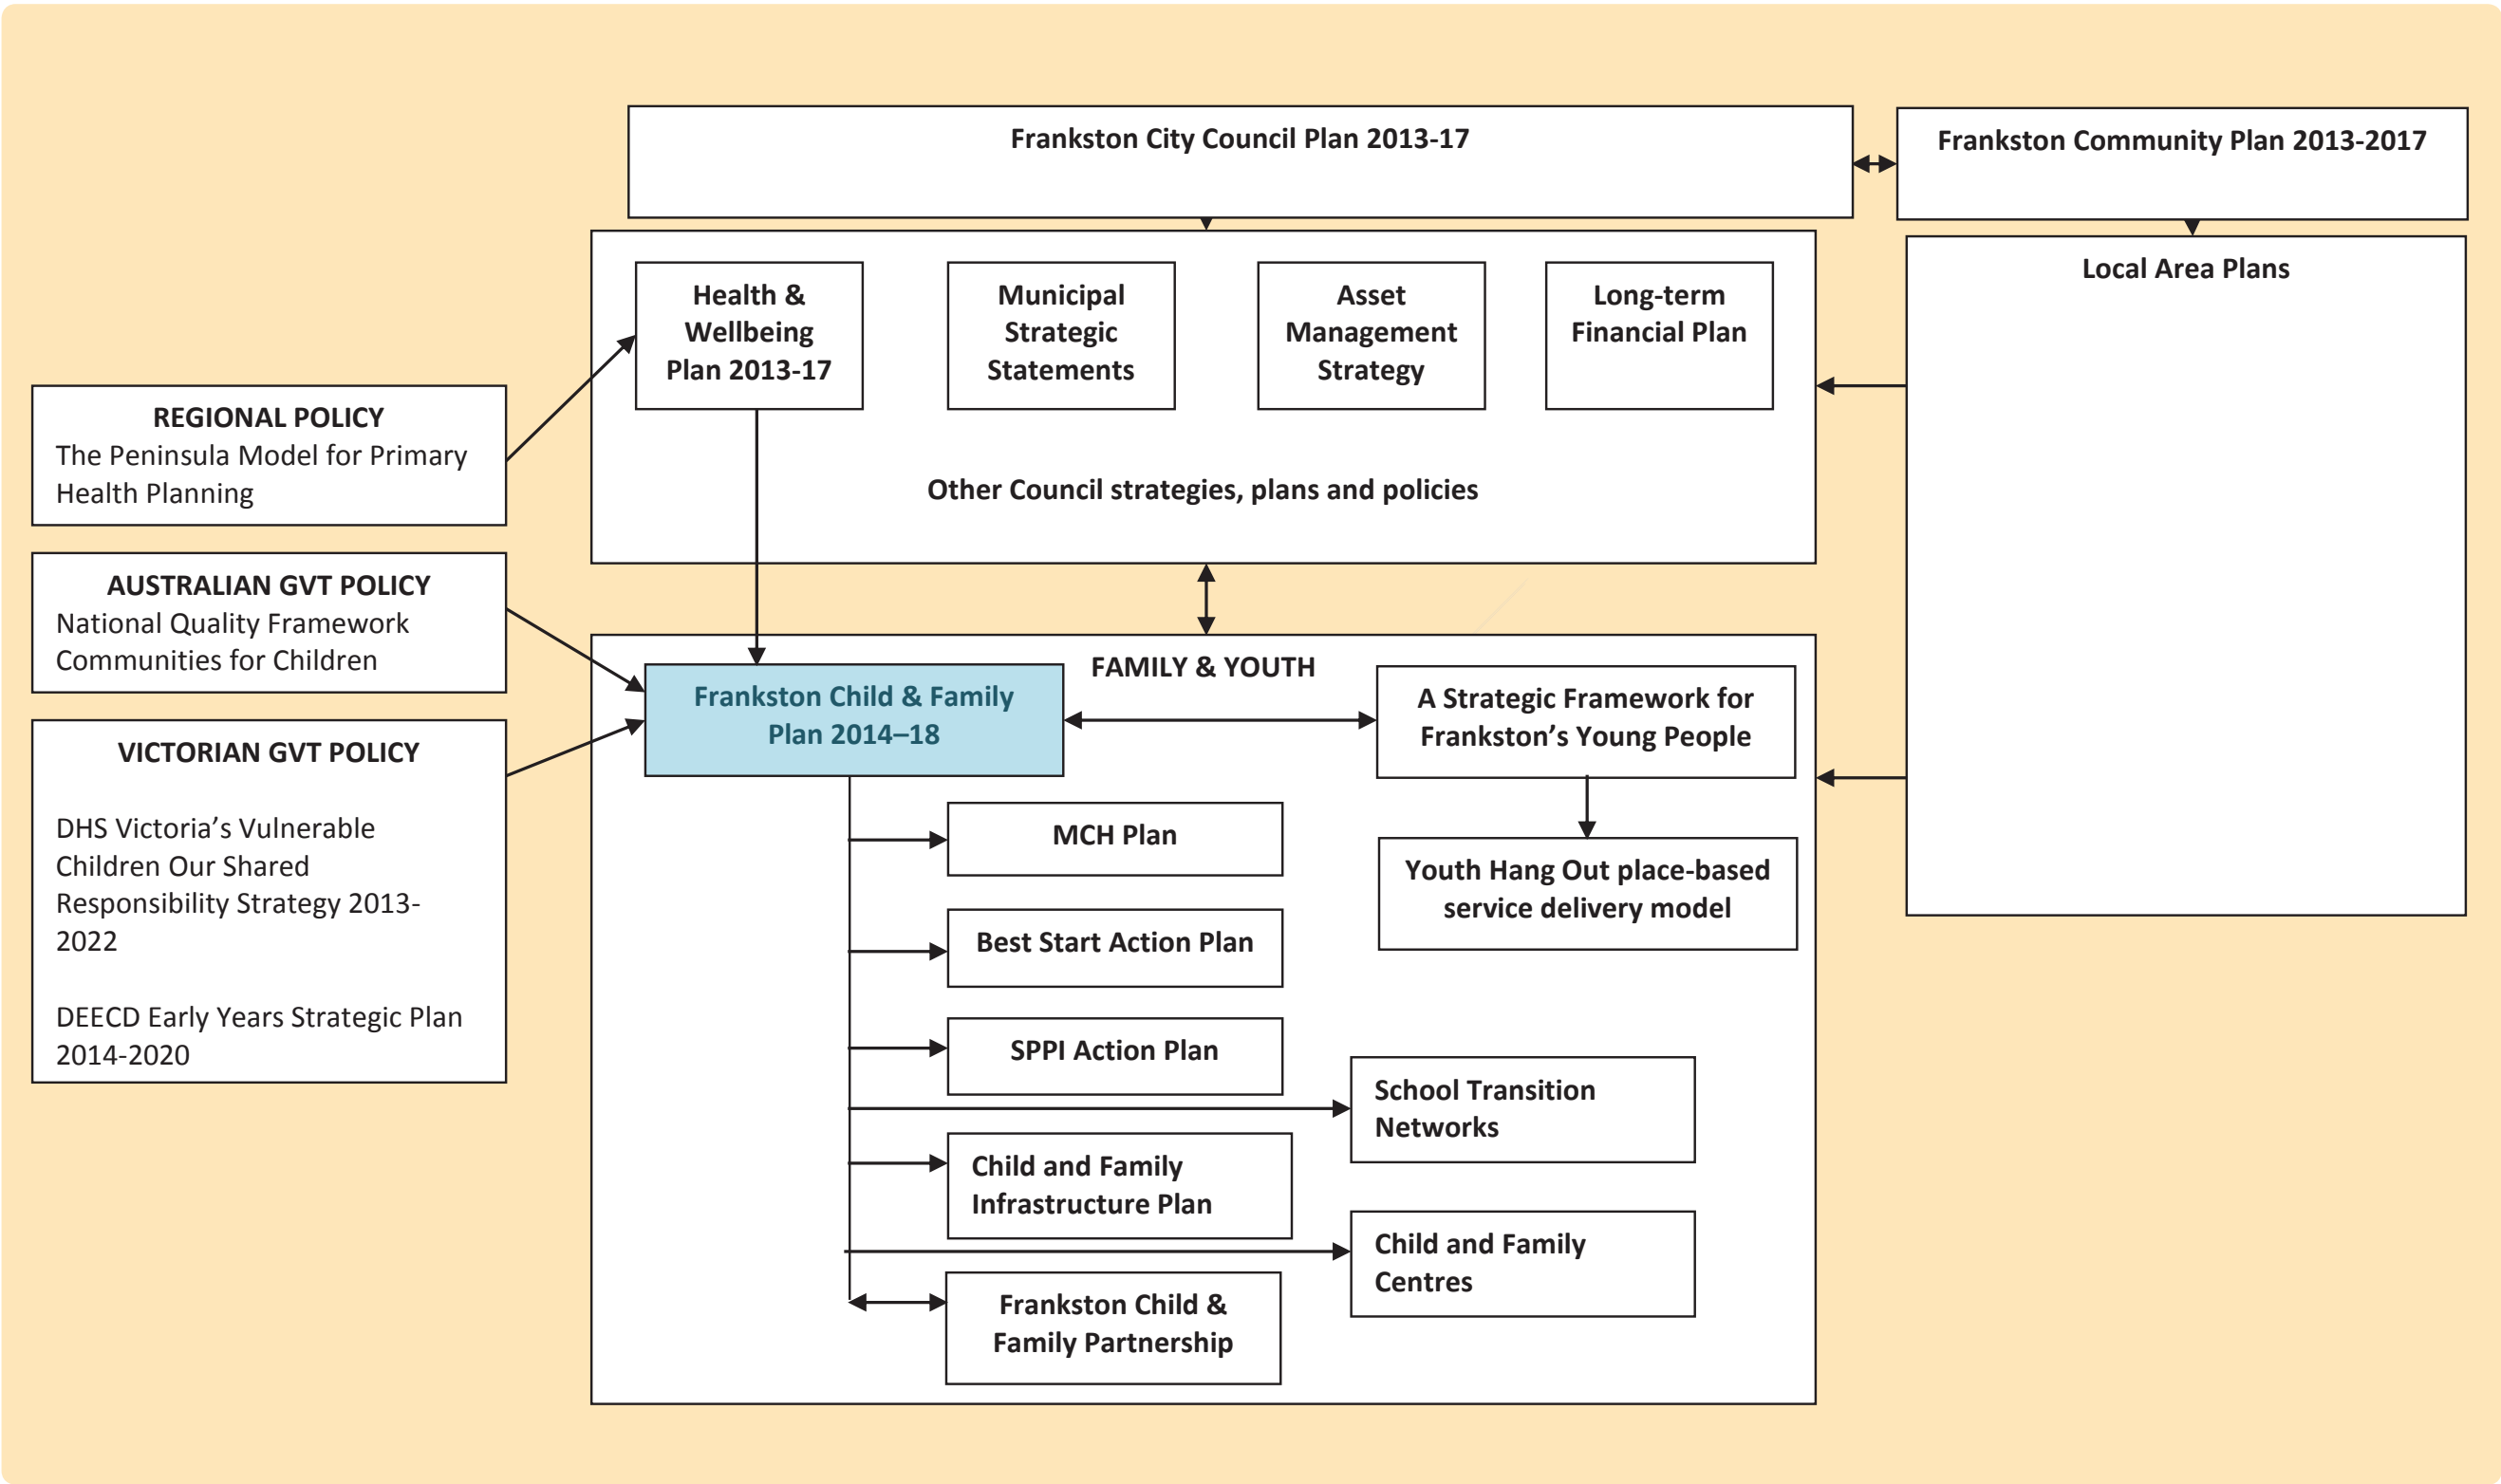 Frankston City Council Plan 2013-17
Frankston Community Plan 2013-2017
Health &
Wellbeing
Plan 2013-17
Municipal
Strategic
Statements
Asset
Management
Strategy
Long-term
Financial Plan
Other Council strategies, plans and policies
Local Area Plans
REGIONAL POLICY
The Peninsula Model for Primary
Health Planning
AUSTRALIAN GVT POLICY
National Quality Framework
Communities for Children
VICTORIAN GVT POLICY
DHS Victoria’s Vulnerable
Children Our Shared
Responsibility Strategy 2013-
2022
DEECD Early Years Strategic Plan
2014-2020
FAMILY & YOUTH
Frankston Child & Family
Plan 2014–18
A Strategic Framework for
Frankston’s Young People
Youth Hang Out place-based
service delivery model
MCH Plan
Best Start Action Plan
SPPI Action Plan
School Transition
Networks
Child and Family
Infrastructure Plan
Child and Family
Centres
Frankston Child &
Family Partnership